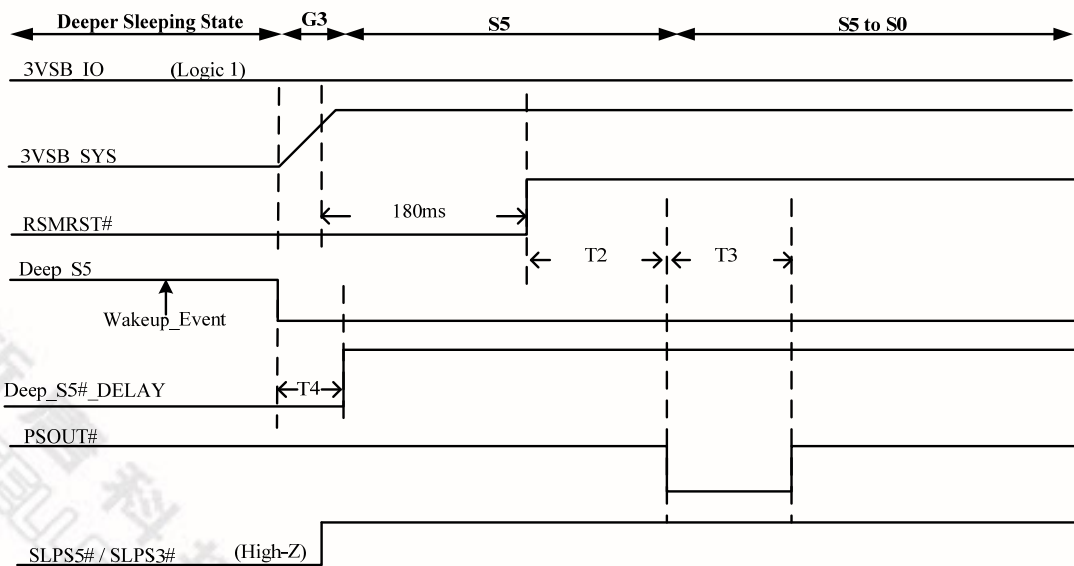 Deeper Sleeping State
G3
S5
S5 to S0
3VSB_IO (Logic 1)
3VSB_SYS
180ms
RSMRST#
T2
T3
Deep_S5
Wakeup_Event
T4
Deep_S5#_DELAY
PSOUT#
SLPS5# / SLPS3# (High-Z)